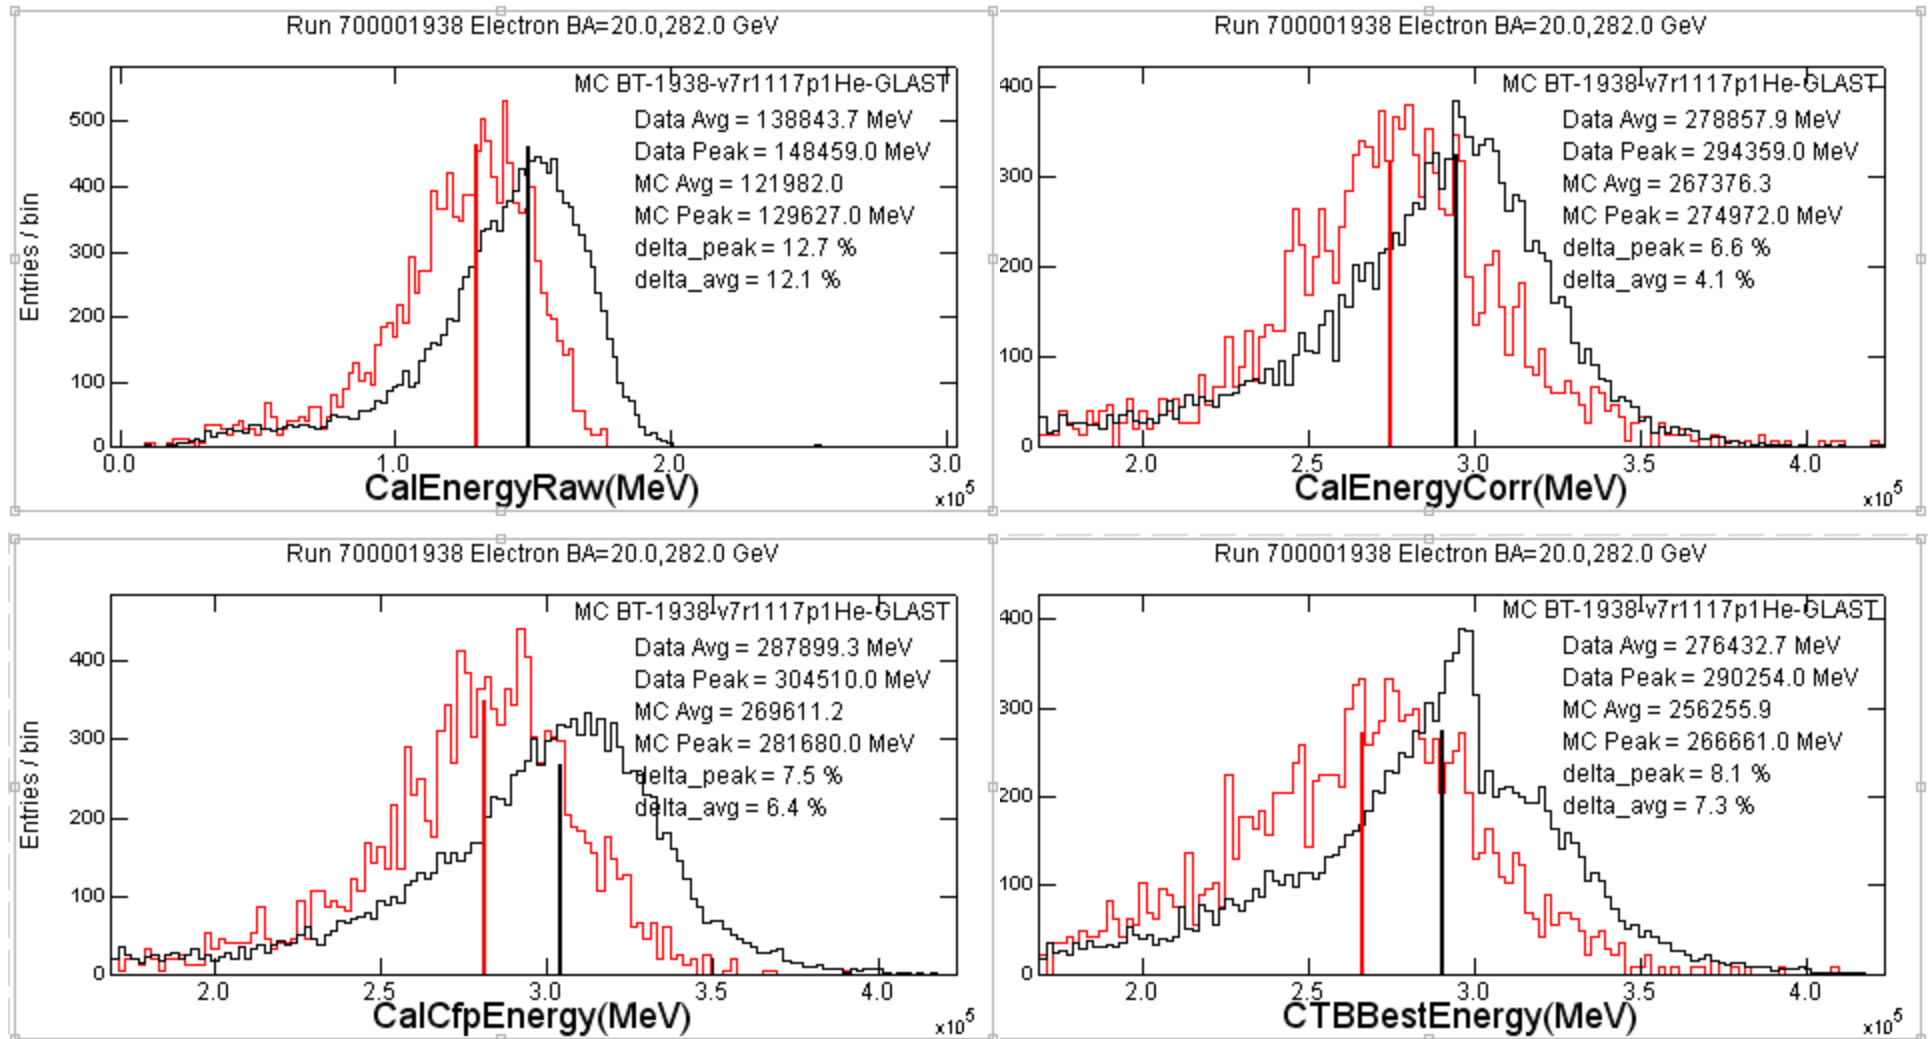 Run 700001938 Electron BA=20.0,282.0 GeV
MC BT-1938-v7r1117p1He-GLAST
Data Avg = 138843.7 MeV
Data Peak = 148459.0 MeV
MC Avg = 121982.0
MC Peak = 129627.0 MeV
delta_peak = 12.7 %
delta_avg = 12.1 %
Entries / bin
500
400
300
200
100
0
0.0 1.0 2.0 3.0
CalEnergyRaw(MeV)
x10^5
Run 700001938 Electron BA=20.0,282.0 GeV
MC BT-1938-v7r1117p1He-GLAST
Data Avg = 278857.9 MeV
Data Peak = 294359.0 MeV
MC Avg = 267376.3
MC Peak = 274972.0 MeV
delta_peak = 6.6 %
delta_avg = 4.1 %
400
300
200
100
0
2.0 2.5 3.0 3.5 4.0
CalEnergyCorr(MeV)
x10^5
Run 700001938 Electron BA=20.0,282.0 GeV
MC BT-1938-v7r1117p1He-GLAST
Data Avg = 287899.3 MeV
Data Peak = 304510.0 MeV
MC Avg = 269611.2
MC Peak = 281680.0 MeV
delta_peak = 7.5 %
delta_avg = 6.4 %
Entries / bin
400
300
200
100
0
2.0 2.5 3.0 3.5 4.0
CalCfpEnergy(MeV)
x10^5
Run 700001938 Electron BA=20.0,282.0 GeV
MC BT-1938-v7r1117p1He-GLAST
Data Avg = 276432.7 MeV
Data Peak = 290254.0 MeV
MC Avg = 256255.9
MC Peak = 266661.0 MeV
delta_peak = 8.1 %
delta_avg = 7.3 %
400
300
200
100
0
2.0 2.5 3.0 3.5 4.0
CTBBestEnergy(MeV)
x10^5